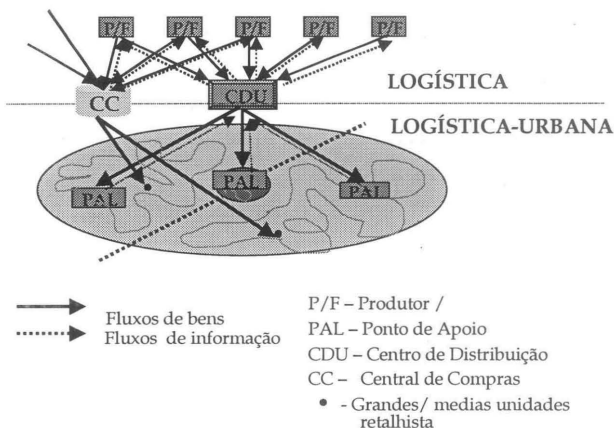 P/F P/F P/F P/F P/F
LOGÍSTICA
CC CDU
LOGÍSTICA-URBANA
PAL PAL PAL
Fluxos de bens
Fluxos de informação
P/F – Produtor /
PAL – Ponto de Apoio
CDU – Centro de Distribuição
CC – Central de Compras
• - Grandes/ medias unidades
retalhista